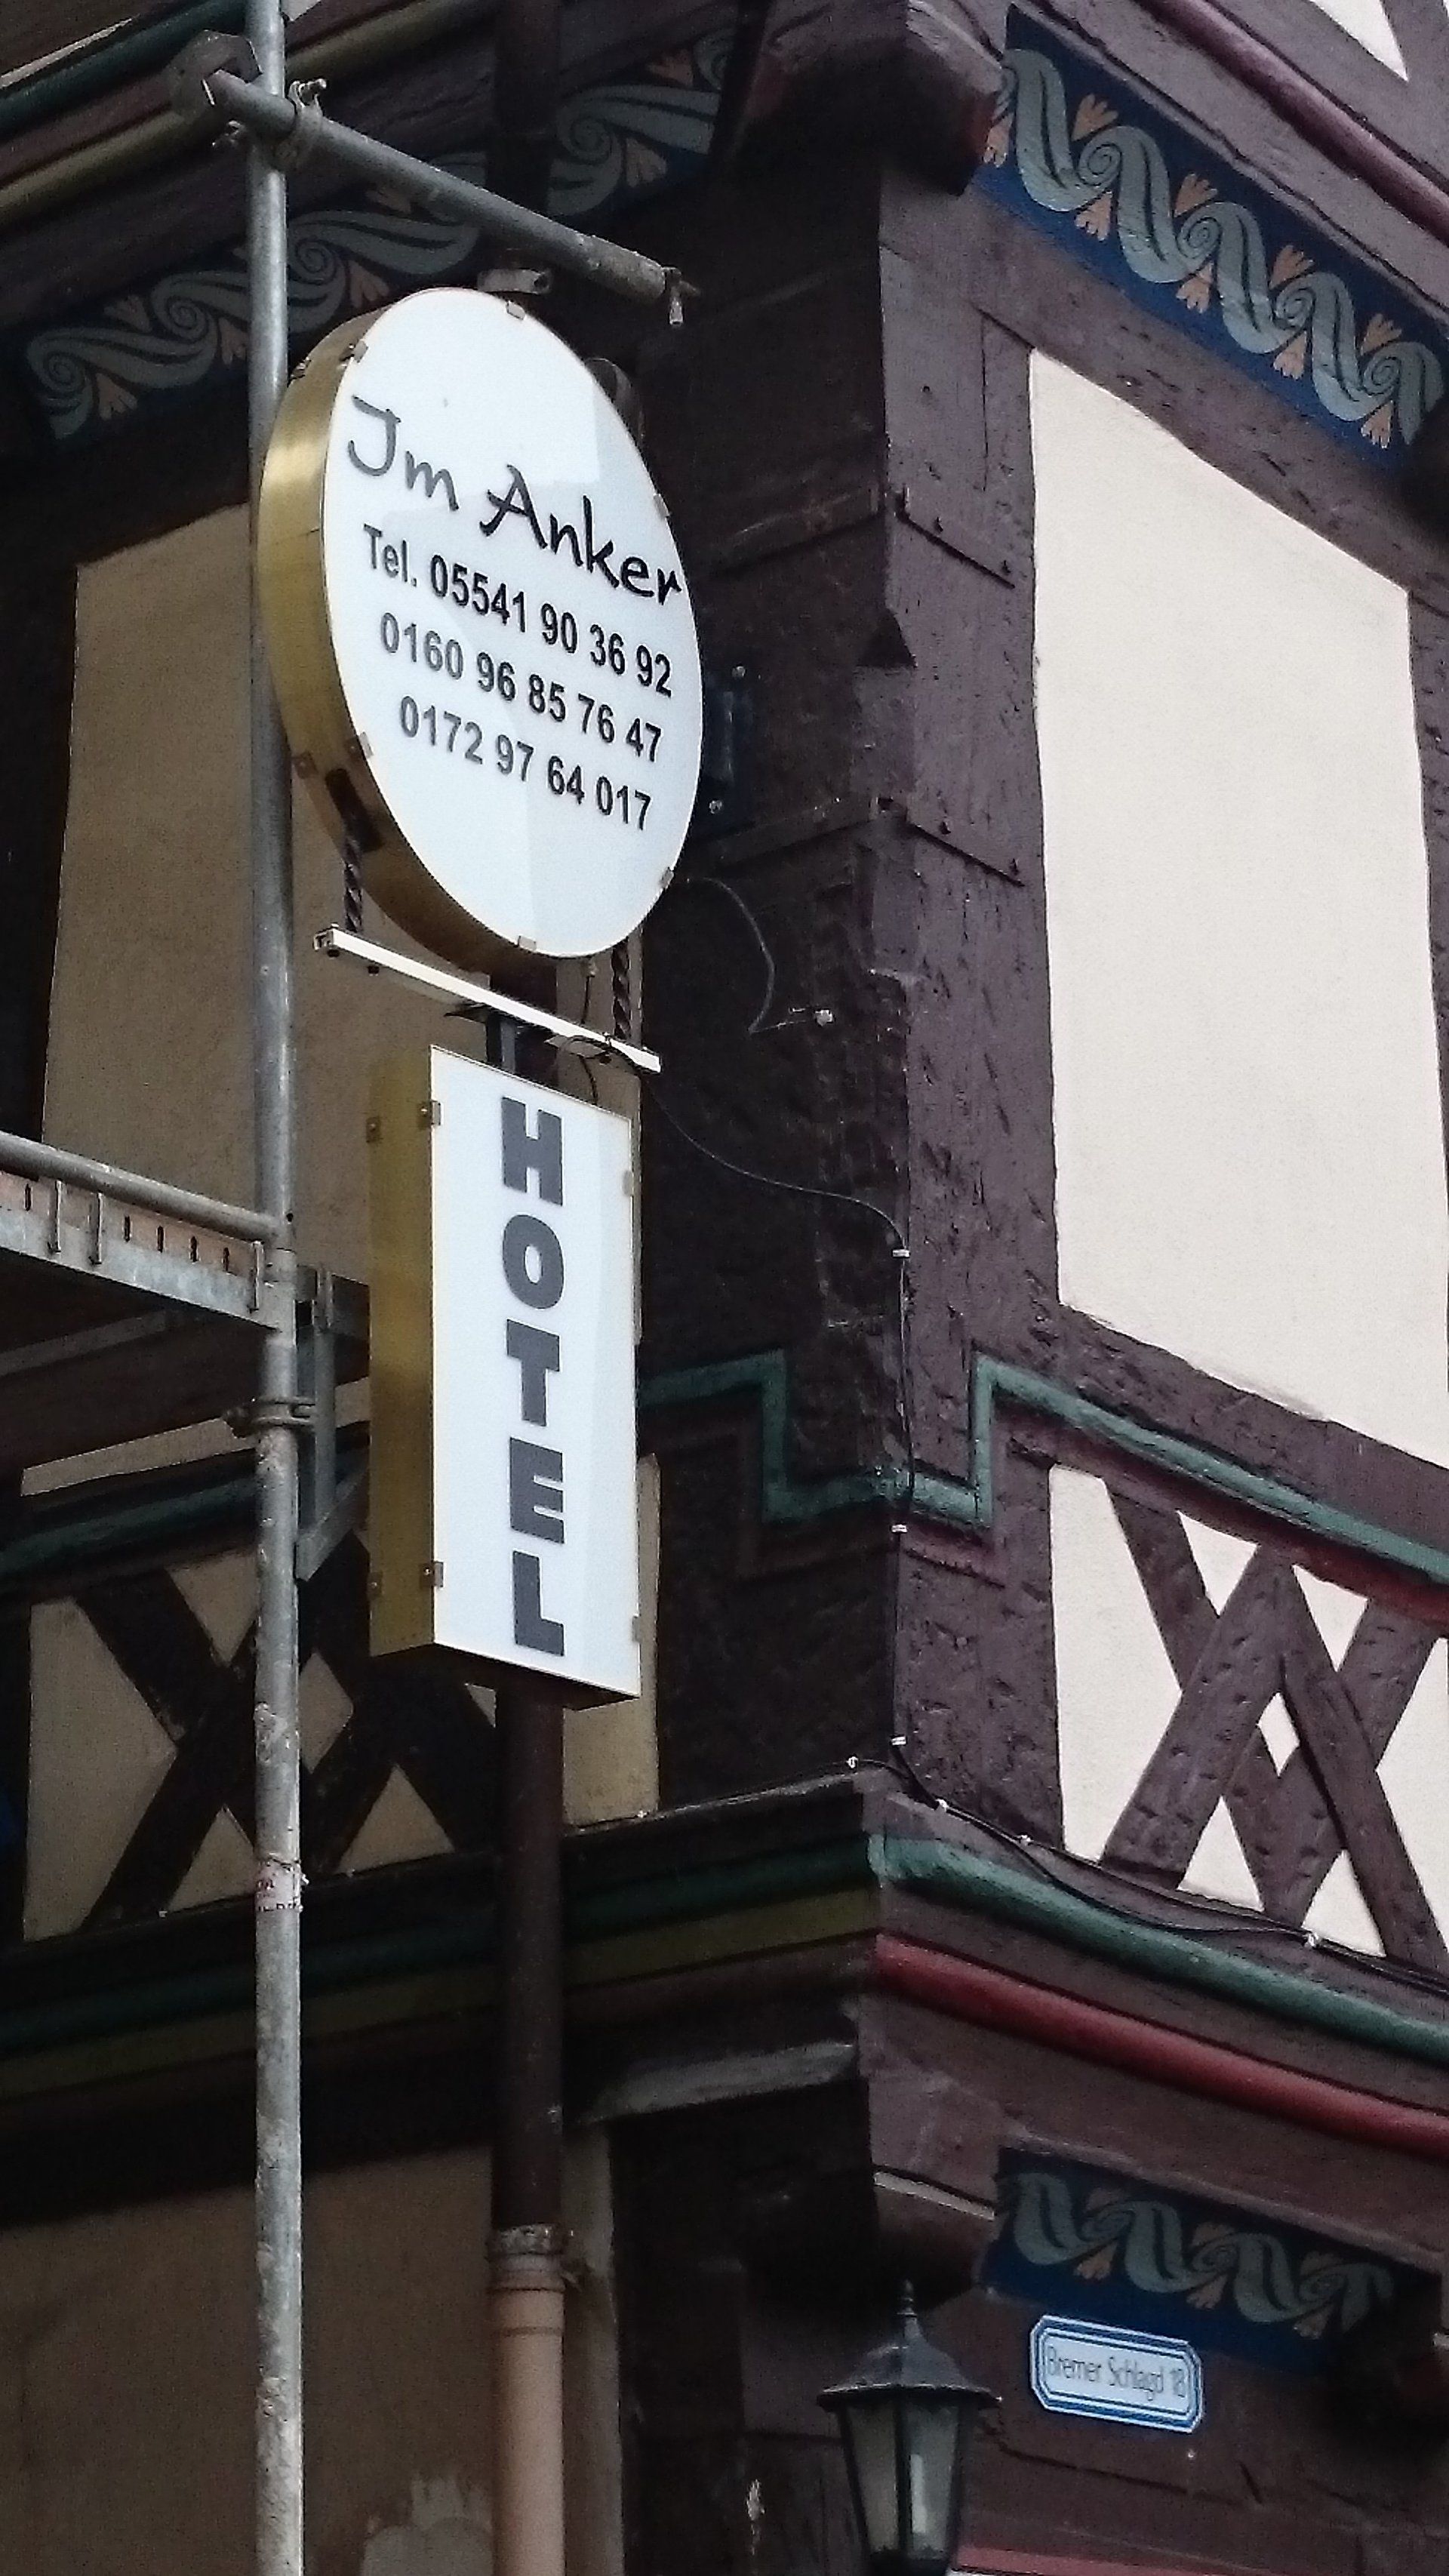 Im Anker
Tel. 05541 90 36 92
0160 96 85 76 47
0172 97 64 017
HOTEL
Bremer Schlagd 18